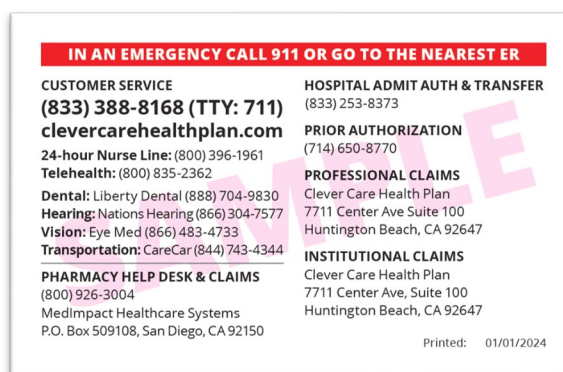 IN AN EMERGENCY CALL 911 OR GO TO THE NEAREST ER
CUSTOMER SERVICE
(833) 388-8168 (TTY: 711)
clevercarehealthplan.com
24-hour Nurse Line: (800) 396-1961
Telehealth: (800) 835-2362
Dental: Liberty Dental (888) 704-9830
Hearing: Nations Hearing (866) 304-7577
Vision: Eye Med (866) 483-4733
Transportation: CareCar (844) 743-4344
PHARMACY HELP DESK & CLAIMS
(800) 926-3004
MedImpact Healthcare Systems
P.O. Box 509108, San Diego, CA 92150
HOSPITAL ADMIT AUTH & TRANSFER
(833) 253-8373
PRIOR AUTHORIZATION
(714) 650-8770
PROFESSIONAL CLAIMS
Clever Care Health Plan
7711 Center Ave Suite 100
Huntington Beach, CA 92647
INSTITUTIONAL CLAIMS
Clever Care Health Plan
7711 Center Ave, Suite 100
Huntington Beach, CA 92647
Printed: 01/01/2024
SAMPLE